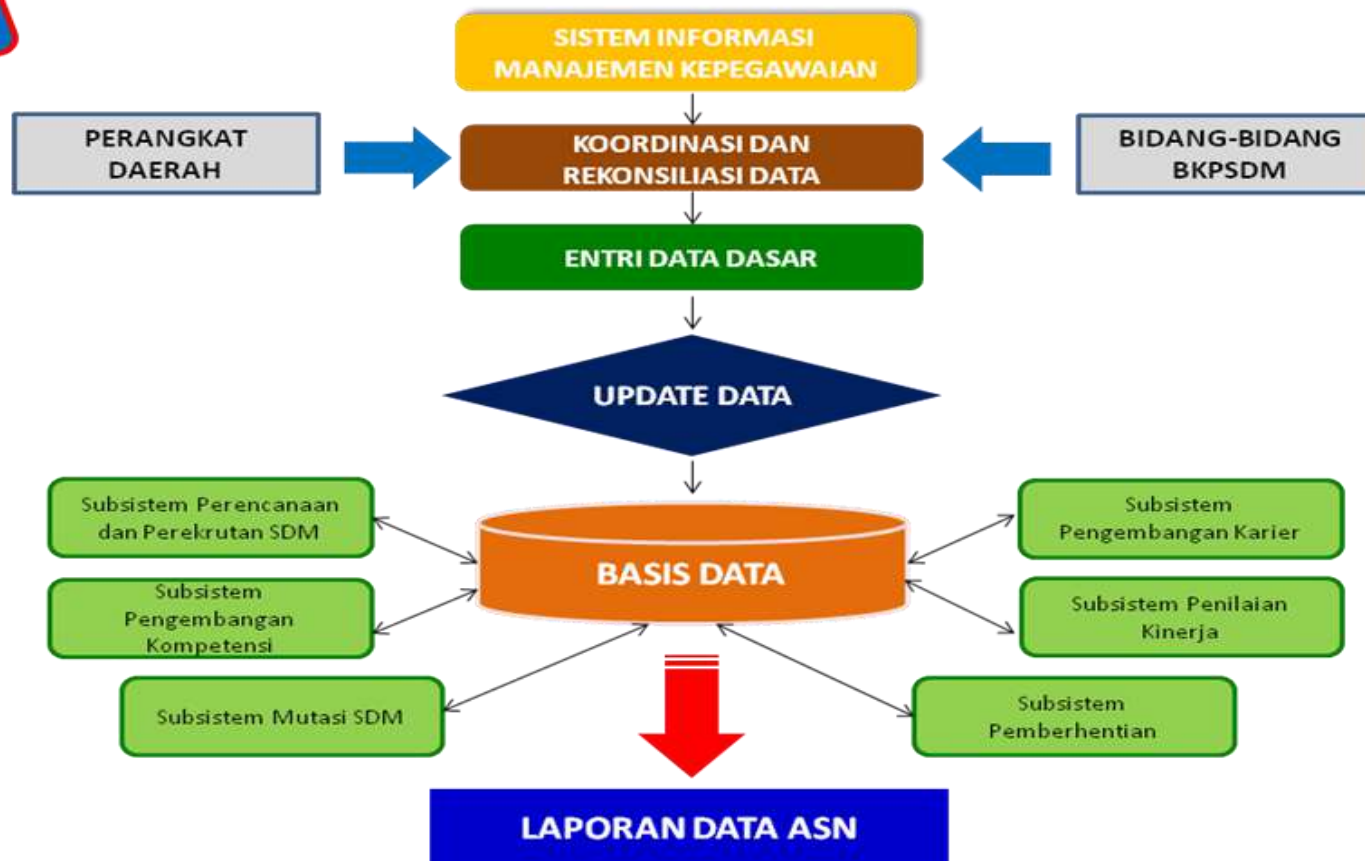 SISTEM INFORMASI
MANAJEMEN KEPEGAWAIAN
PERANGKAT
DAERAH
KOORDINASI DAN
REKONSILIASI DATA
BIDANG-BIDANG
BKPSDM
ENTRI DATA DASAR
UPDATE DATA
Subsistem Perencanaan
dan Perekrutan SDM
Subsistem
Pengembangan Karier
BASIS DATA
Subsistem
Pengembangan
Kompetensi
Subsistem Penilaian
Kinerja
Subsistem Mutasi SDM
Subsistem
Pemberhentian
LAPORAN DATA ASN